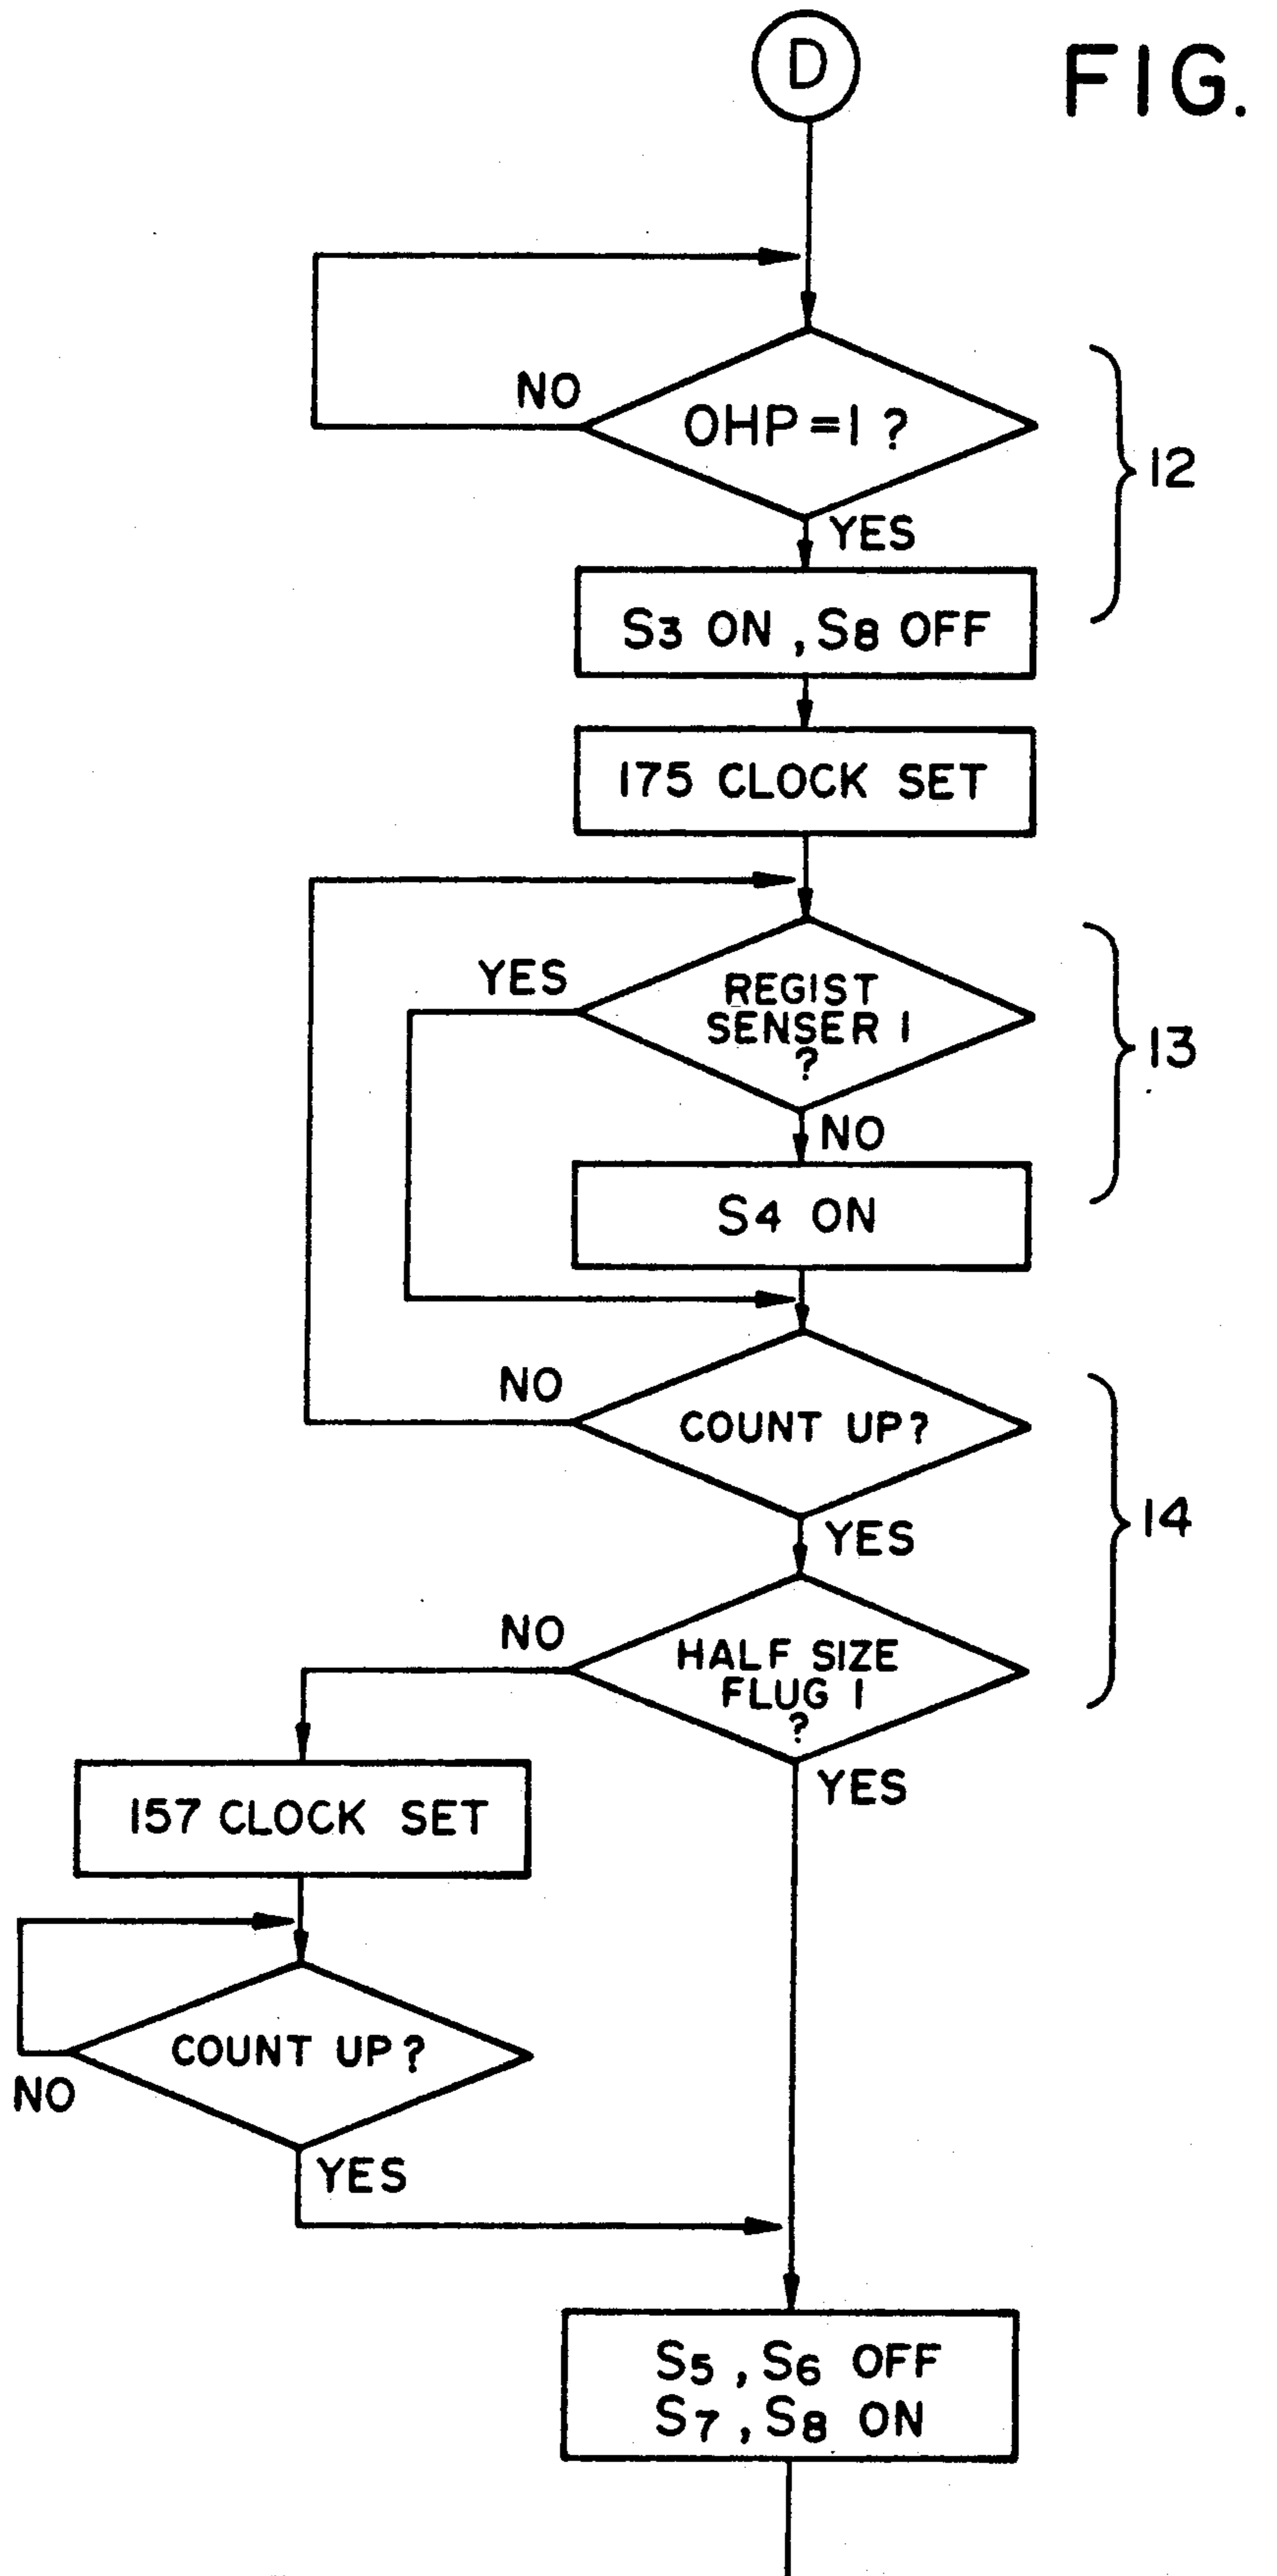 D
FIG.
NO
OHP=1 ?
12
YES
S3 ON , S8 OFF
175 CLOCK SET
YES
REGIST
SENSER 1
?
13
NO
S4 ON
NO
COUNT UP?
14
YES
NO
HALF SIZE
FLUG 1
?
YES
157 CLOCK SET
COUNT UP?
NO
YES
S5 , S6 OFF
S7 , S8 ON